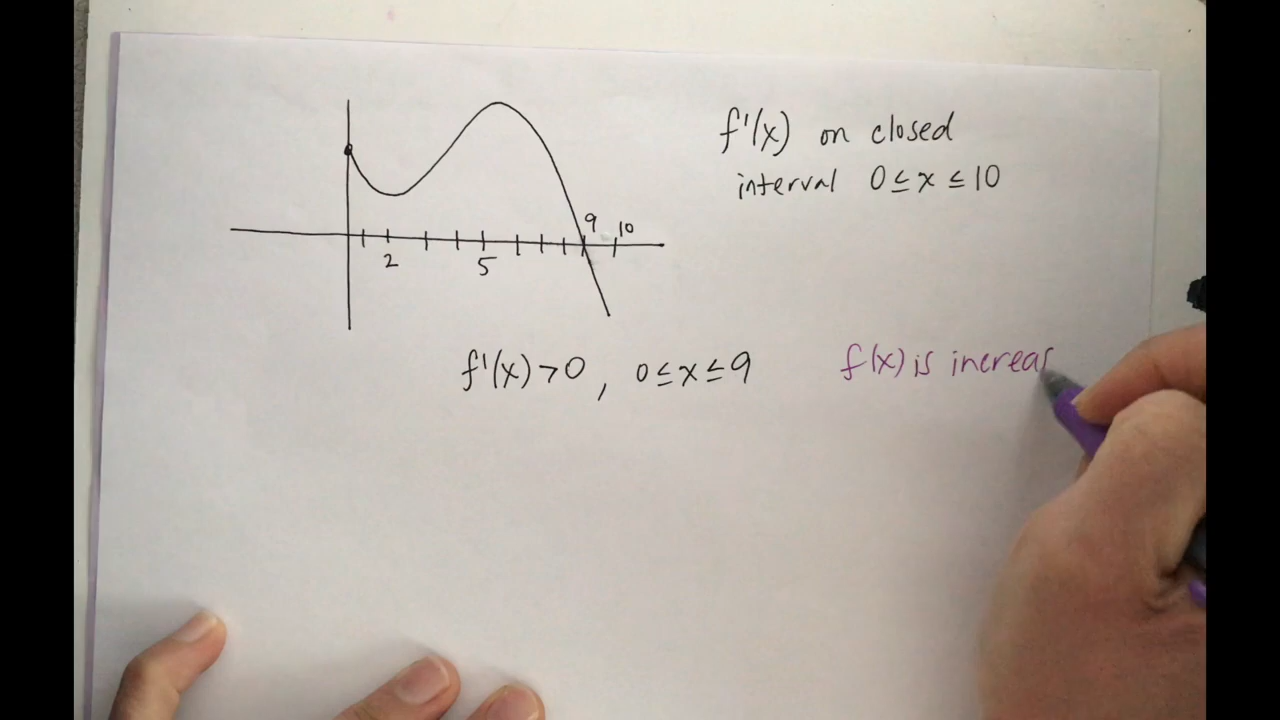 f'(x) on closed
interval 0 ≤ x ≤ 10
9
10
2
5
f'(x) > 0 , 0 ≤ x ≤ 9
f(x) is increas